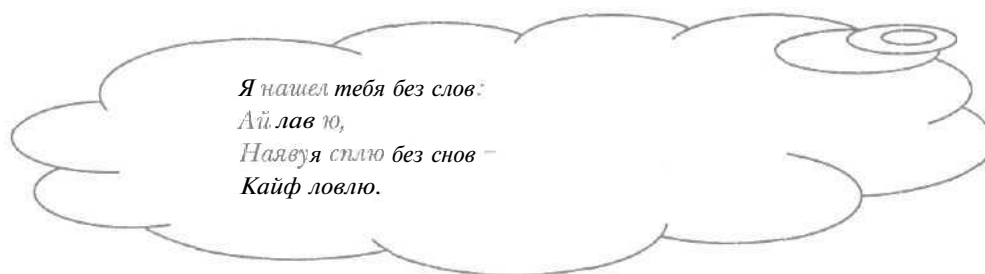 Я нашел тебя без слов:
Ай лав ю,
Наяву я сплю без снов –
Кайф ловлю.